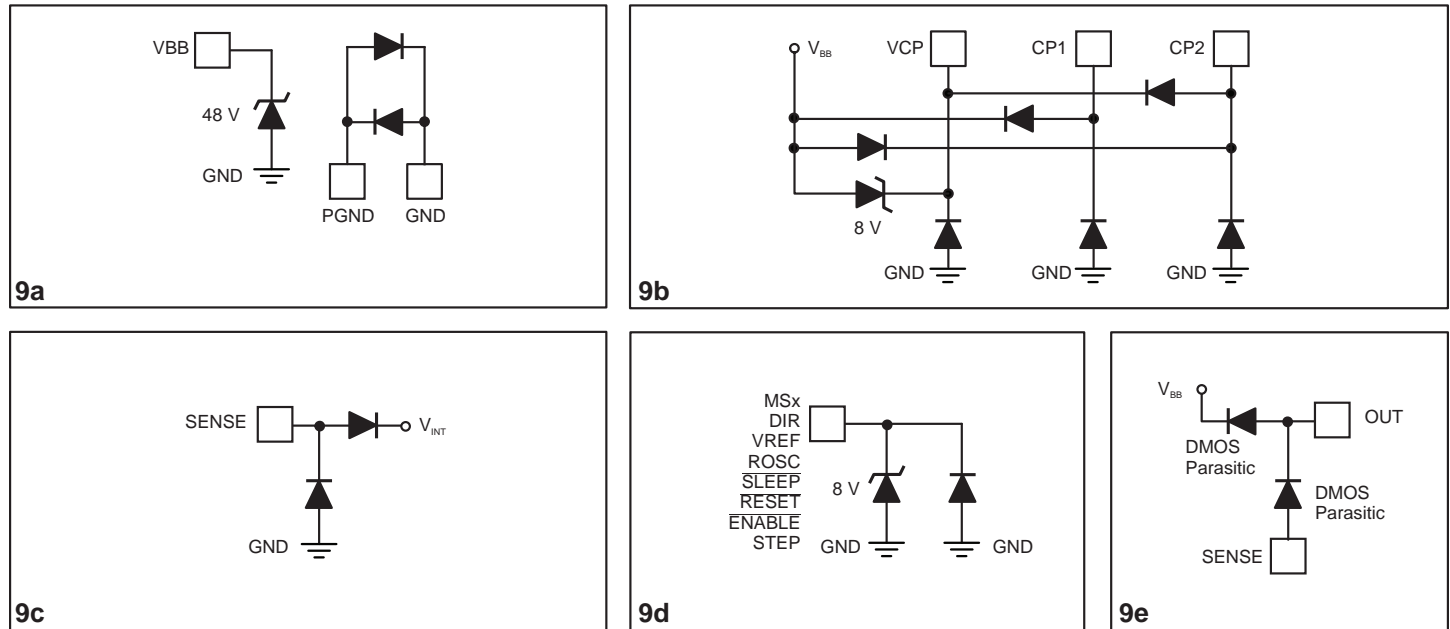 VBB
48 V
GND
PGND
GND
9a
VBB
VCP
CP1
CP2
8 V
GND
GND
GND
9b
SENSE
VINT
GND
9c
MSx
DIR
VREF
ROSC
SLEEP
RESET
ENABLE
STEP
8 V
GND
GND
9d
VBB
OUT
DMOS
Parasitic
DMOS
Parasitic
SENSE
9e